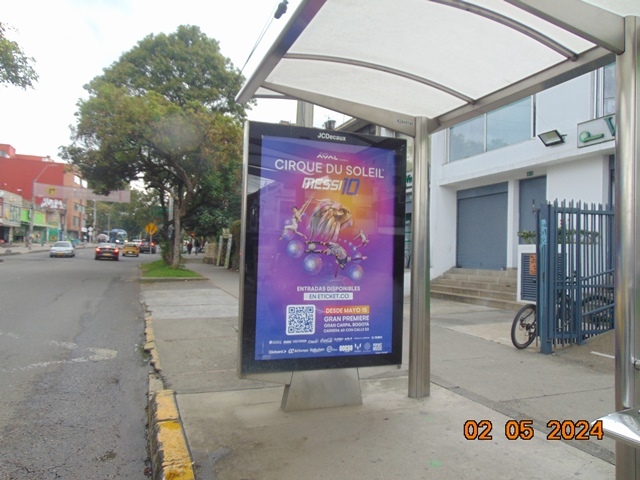 JCDecaux
AVAL
CIRQUE DU SOLEIL
MESSI10
ENTRADAS DISPONIBLES
EN ETICKET.CO
DESDE MAYO 15
GRAN PREMIERE
GRAN CARPA, BOGOTÁ
02 05 2024